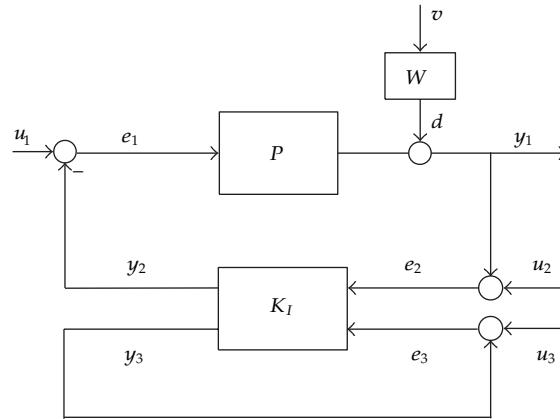 v
W
d
u₁
e₁
P
y₁
−
y₂
e₂
u₂
K_I
y₃
e₃
u₃